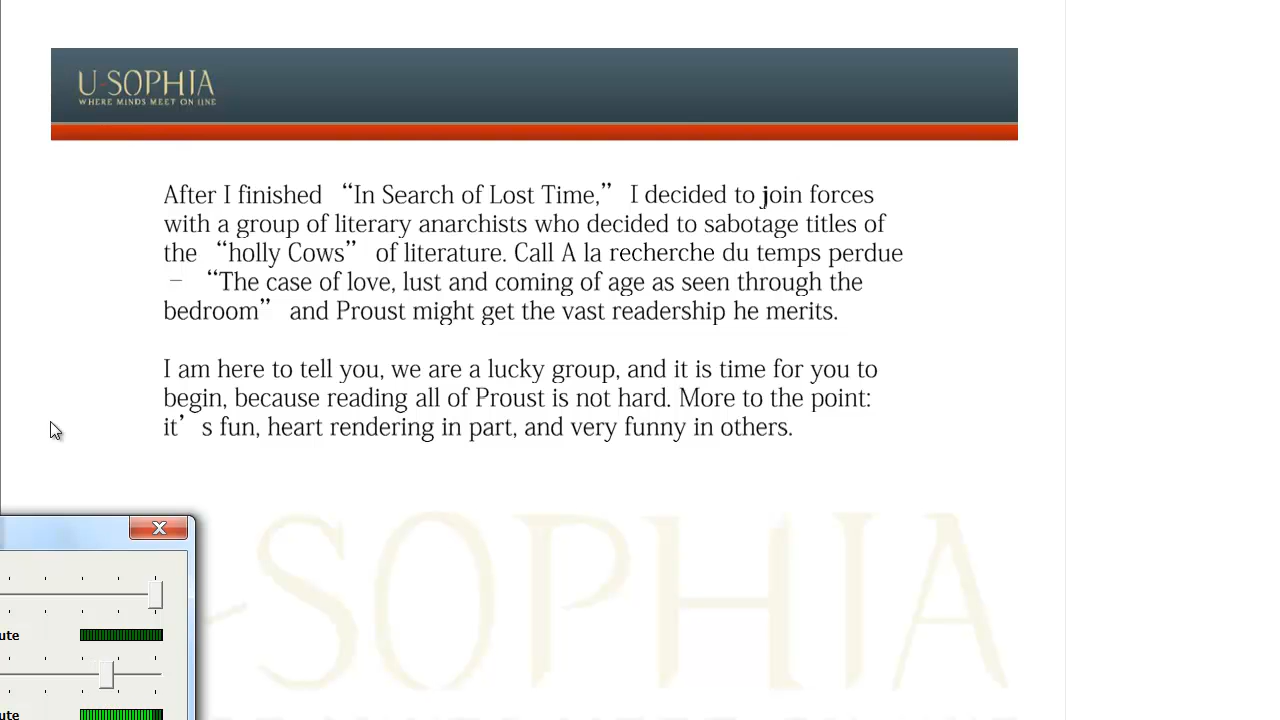 U-SOPHIA
WHERE MINDS MEET ON LINE
After I finished “In Search of Lost Time,” I decided to join forces
with a group of literary anarchists who decided to sabotage titles of
the “holly Cows” of literature. Call A la recherche du temps perdue
– “The case of love, lust and coming of age as seen through the
bedroom” and Proust might get the vast readership he merits.
I am here to tell you, we are a lucky group, and it is time for you to
begin, because reading all of Proust is not hard. More to the point:
it’s fun, heart rendering in part, and very funny in others.
U-SOPHIA
ute
ute